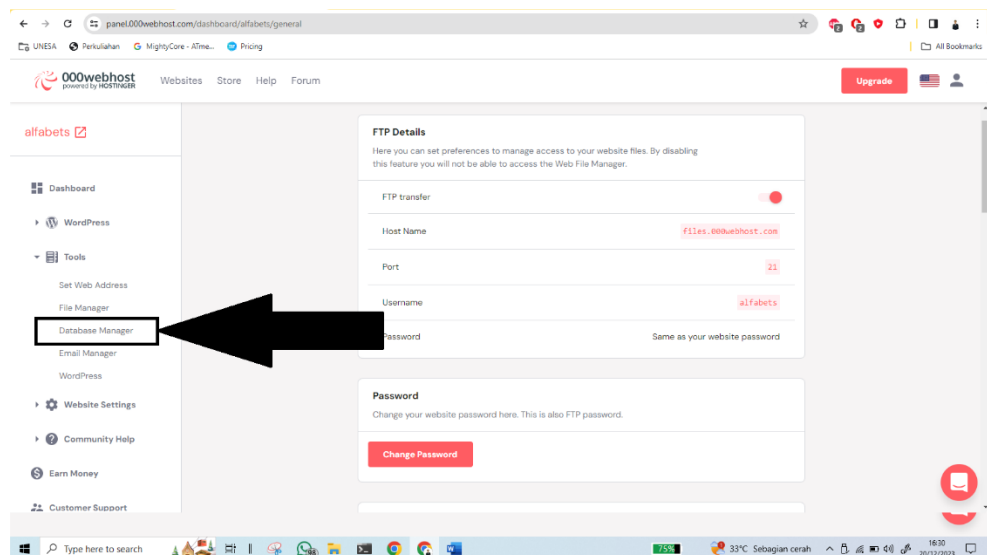 panel.000webhost.com/dashboard/alfabets/general
UNESA Perkuliahan MightyCore - ATme... Pricing All Bookmarks
000webhost
powered by HOSTINGER
Websites Store Help Forum Upgrade
alfabets
Dashboard
WordPress
Tools
Set Web Address
File Manager
Database Manager
Email Manager
WordPress
Website Settings
Community Help
Earn Money
Customer Support
FTP Details
Here you can set preferences to manage access to your website files. By disabling
this feature you will not be able to access the Web File Manager.
FTP transfer
Host Name files.000webhost.com
Port 21
Username alfabets
Password Same as your website password
Password
Change your website password here. This is also FTP password.
Change Password
Type here to search 75% 33°C Sebagian cerah 16:30
20/12/2023